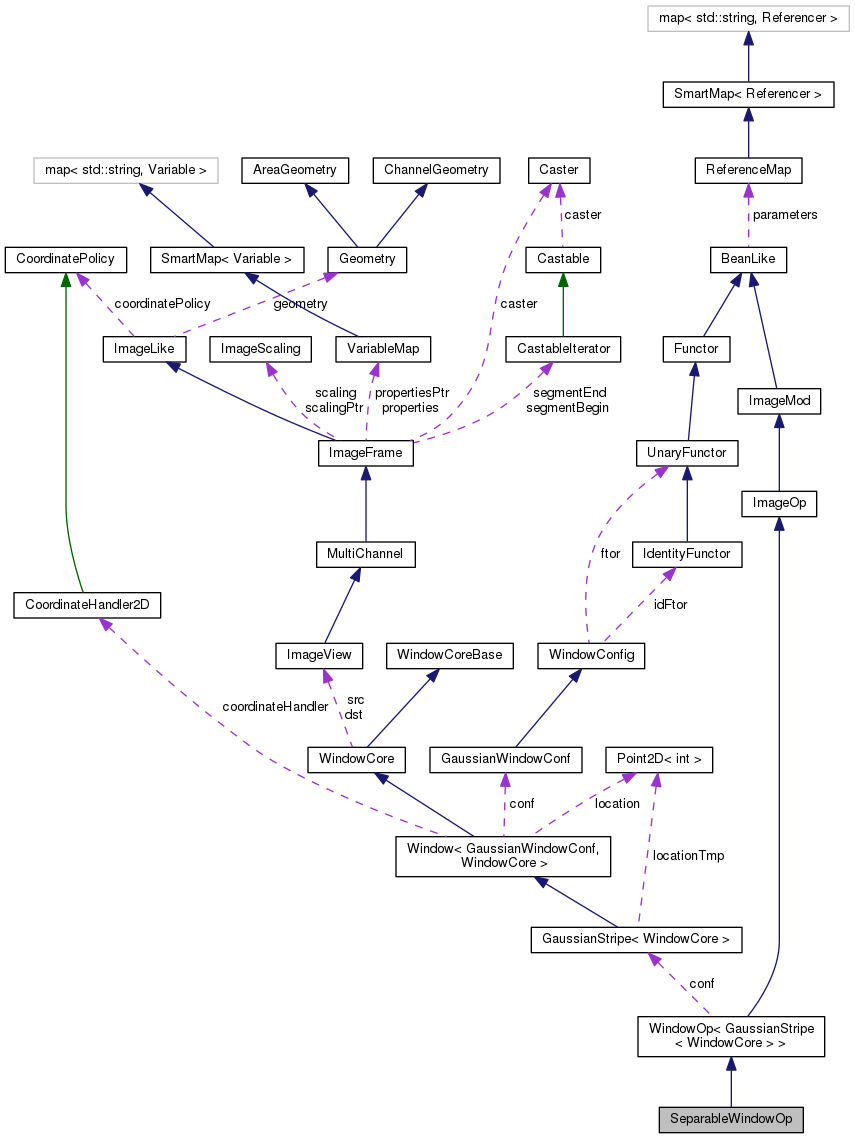 map< std::string, Referencer >
SmartMap< Referencer >
map< std::string, Variable >
AreaGeometry
ChannelGeometry
Caster
ReferenceMap
caster
parameters
CoordinatePolicy
SmartMap< Variable >
Geometry
Castable
BeanLike
coordinatePolicy
geometry
caster
ImageLike
ImageScaling
VariableMap
CastableIterator
Functor
scaling
scalingPtr
propertiesPtr
properties
segmentEnd
segmentBegin
ImageMod
ImageFrame
UnaryFunctor
ImageOp
MultiChannel
ftor
IdentityFunctor
CoordinateHandler2D
idFtor
ImageView
WindowCoreBase
WindowConfig
coordinateHandler
src
dst
WindowCore
GaussianWindowConf
Point2D< int >
conf
location
Window< GaussianWindowConf,
WindowCore >
locationTmp
GaussianStripe< WindowCore >
conf
WindowOp< GaussianStripe
< WindowCore > >
SeparableWindowOp